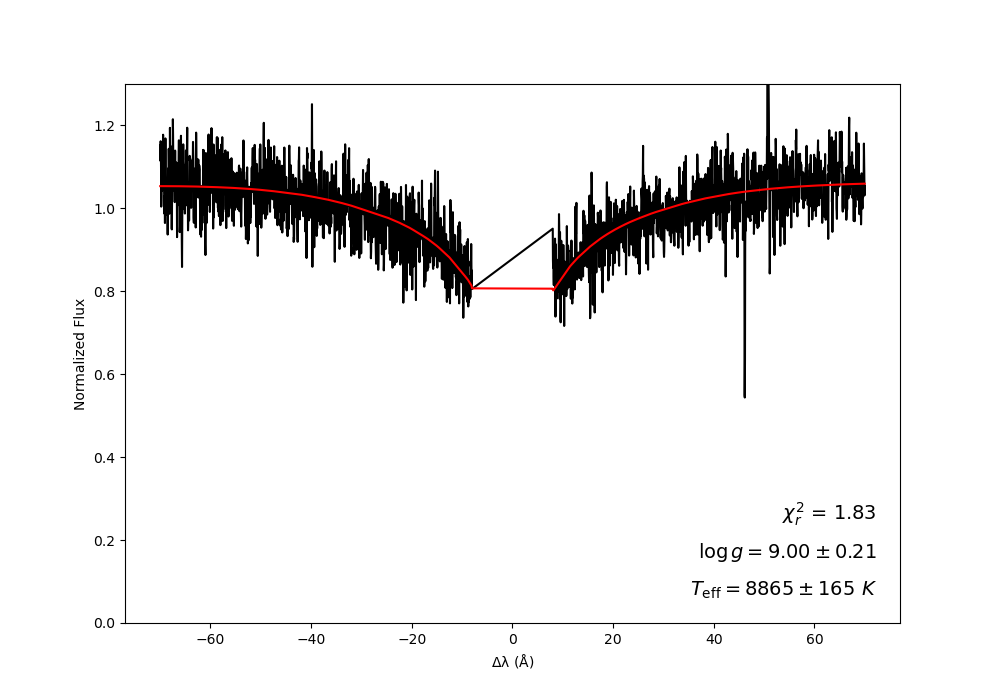 1.2
1.0
0.8
0.6
0.4
0.2
0.0
Normalized Flux
χ²ᵣ = 1.83
log g = 9.00 ± 0.21
T_eff = 8865 ± 165 K
−60 −40 −20 0 20 40 60
Δλ (Å)